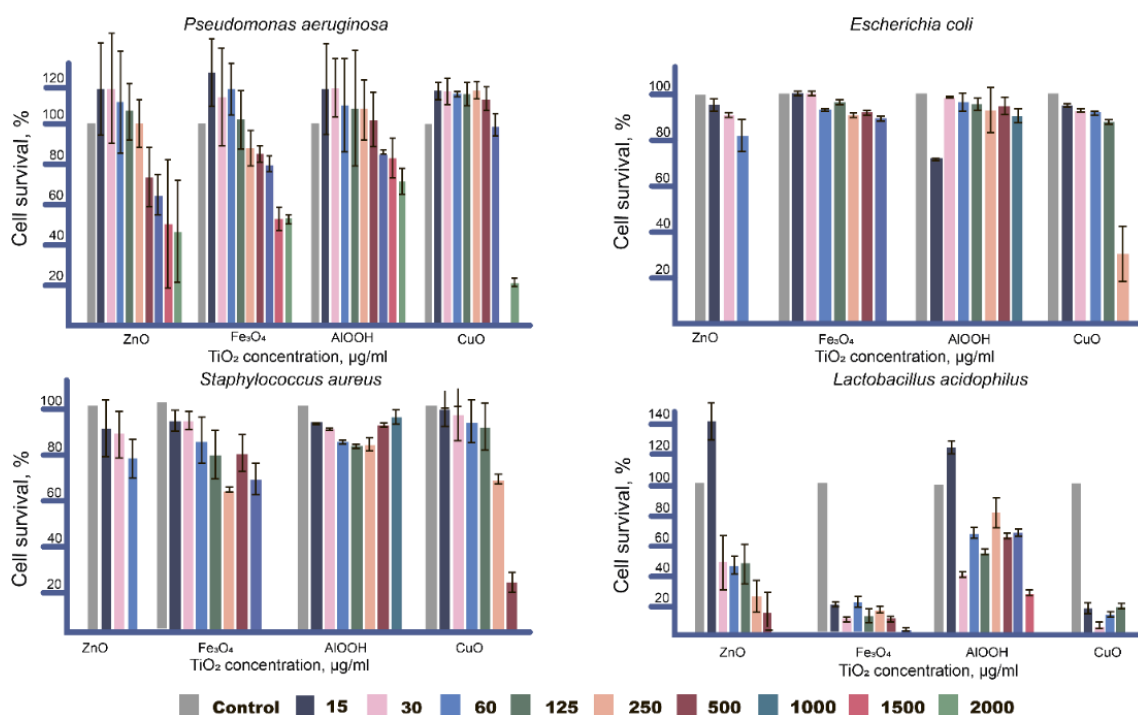 Pseudomonas aeruginosa
Cell survival, %
120
100
80
60
40
20
ZnO
Fe₃O₄
AlOOH
CuO
TiO₂ concentration, µg/ml
Escherichia coli
Cell survival, %
100
80
60
40
20
ZnO
Fe₃O₄
AlOOH
CuO
TiO₂ concentration, µg/ml
Staphylococcus aureus
Cell survival, %
100
80
60
40
20
ZnO
Fe₃O₄
AlOOH
CuO
TiO₂ concentration, µg/ml
Lactobacillus acidophilus
Cell survival, %
140
120
100
80
60
40
20
ZnO
Fe₃O₄
AlOOH
CuO
TiO₂ concentration, µg/ml
Control 15 30 60 125 250 500 1000 1500 2000